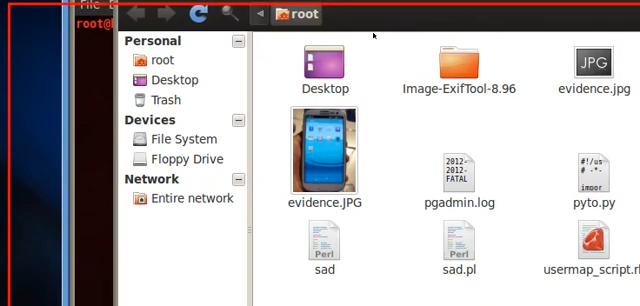 File
root@
root
Personal
root
Desktop
Trash
Devices
File System
Floppy Drive
Network
Entire network
Desktop
Image-ExifTool-8.96
JPG
evidence.jpg
evidence.JPG
2012-
2012-
FATAL
pgadmin.log
#!/us
# -*-
impor
pyto.py
Perl
sad
Perl
sad.pl
usermap_script.r